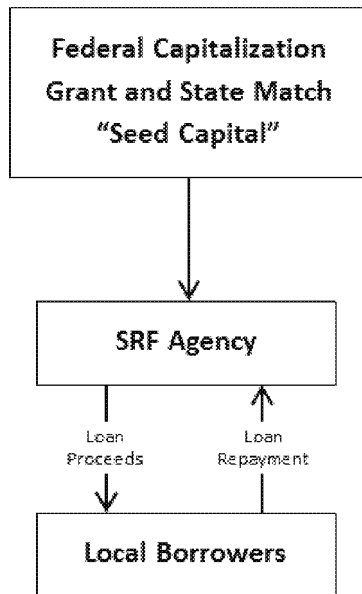 Federal Capitalization
Grant and State Match
“Seed Capital”
SRF Agency
Loan
Proceeds
Loan
Repayment
Local Borrowers